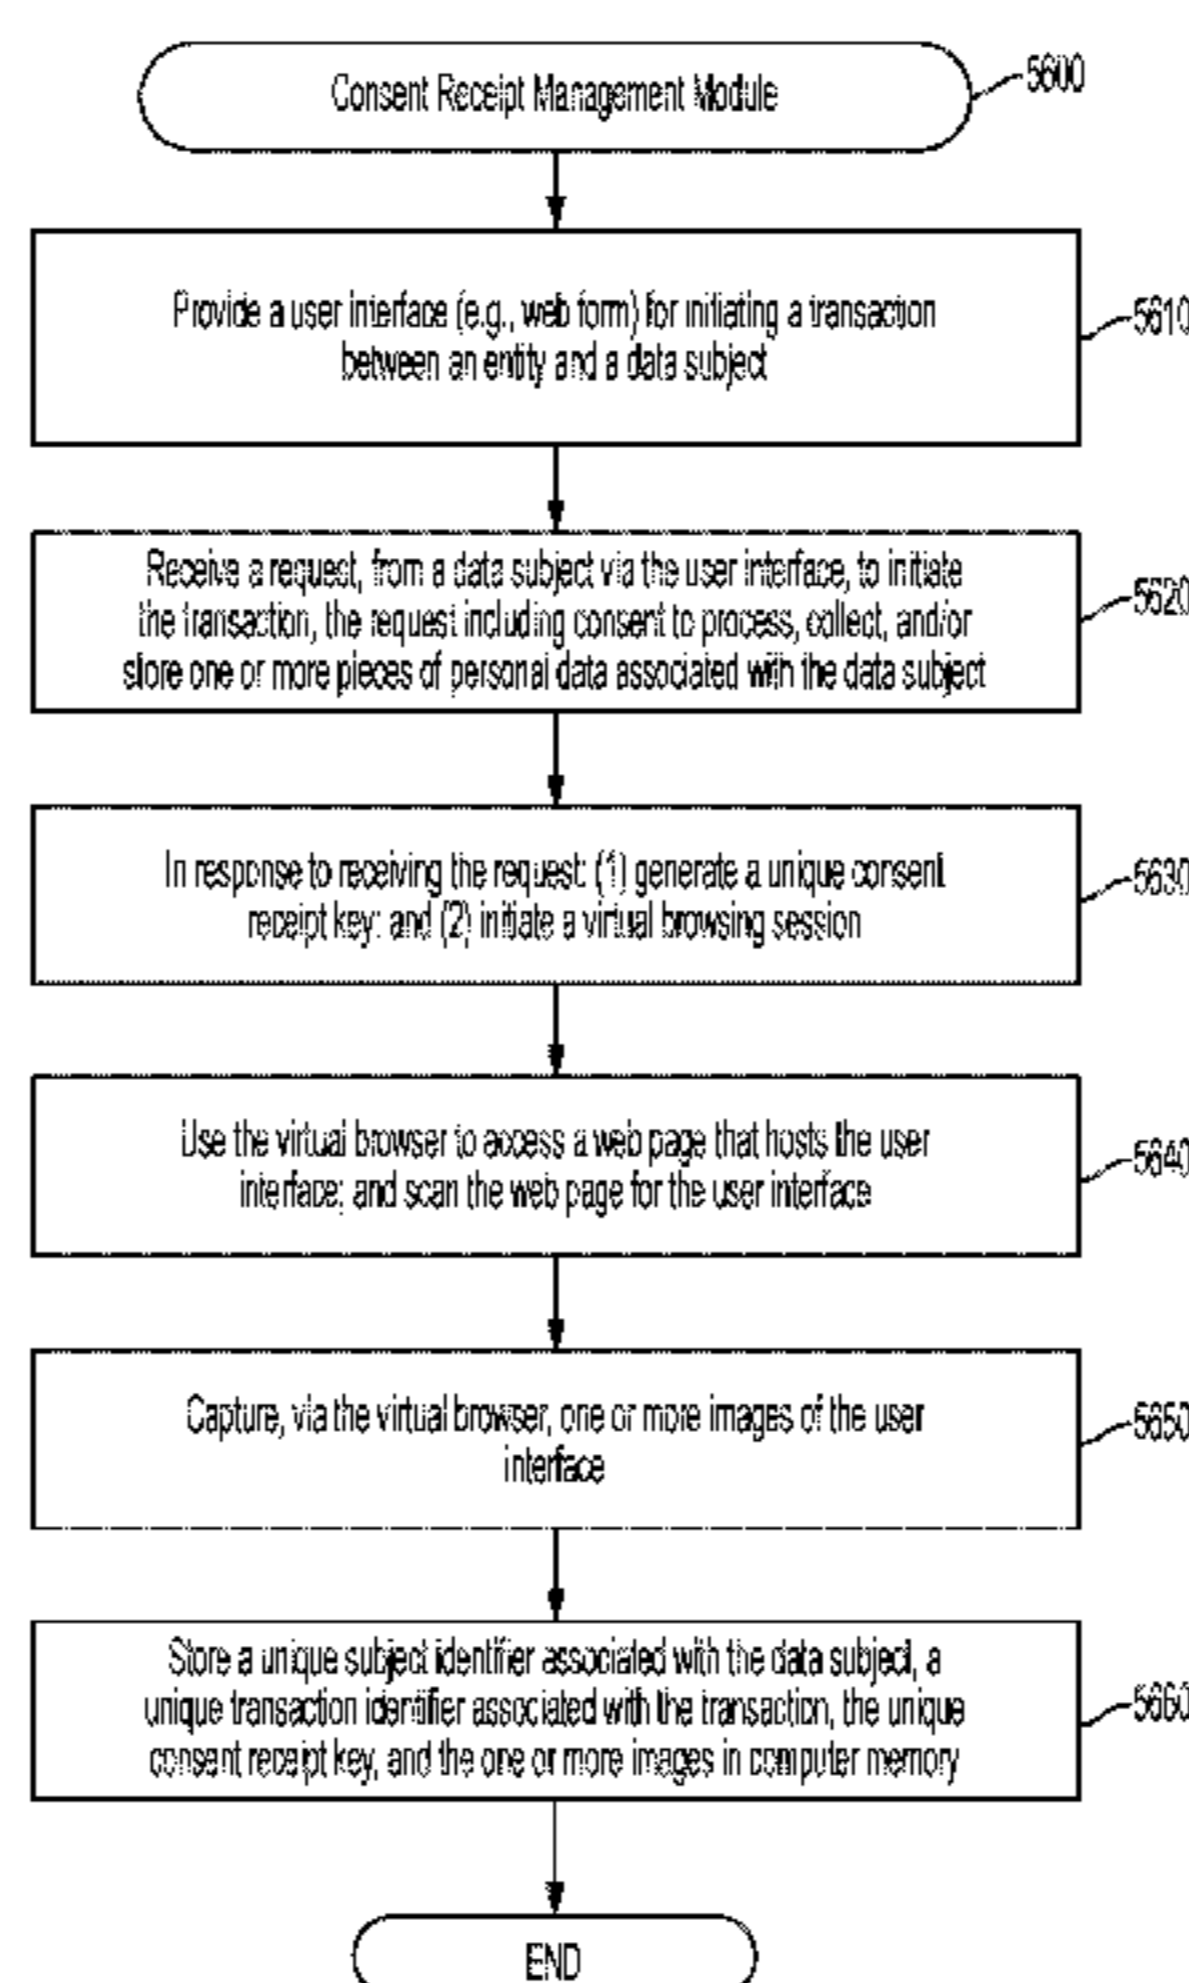 Consent Receipt Management Module
5600
Provide a user interface (e.g., web form) for initiating a transaction
between an entity and a data subject
5610
Receive a request, from a data subject via the user interface, to initiate
the transaction, the request including consent to process, collect, and/or
store one or more pieces of personal data associated with the data subject
5620
In response to receiving the request: (1) generate a unique consent
receipt key; and (2) initiate a virtual browsing session
5630
Use the virtual browser to access a web page that hosts the user
interface; and scan the web page for the user interface
5640
Capture, via the virtual browser, one or more images of the user
interface
5650
Store a unique subject identifier associated with the data subject, a
unique transaction identifier associated with the transaction, the unique
consent receipt key, and the one or more images in computer memory
5660
END